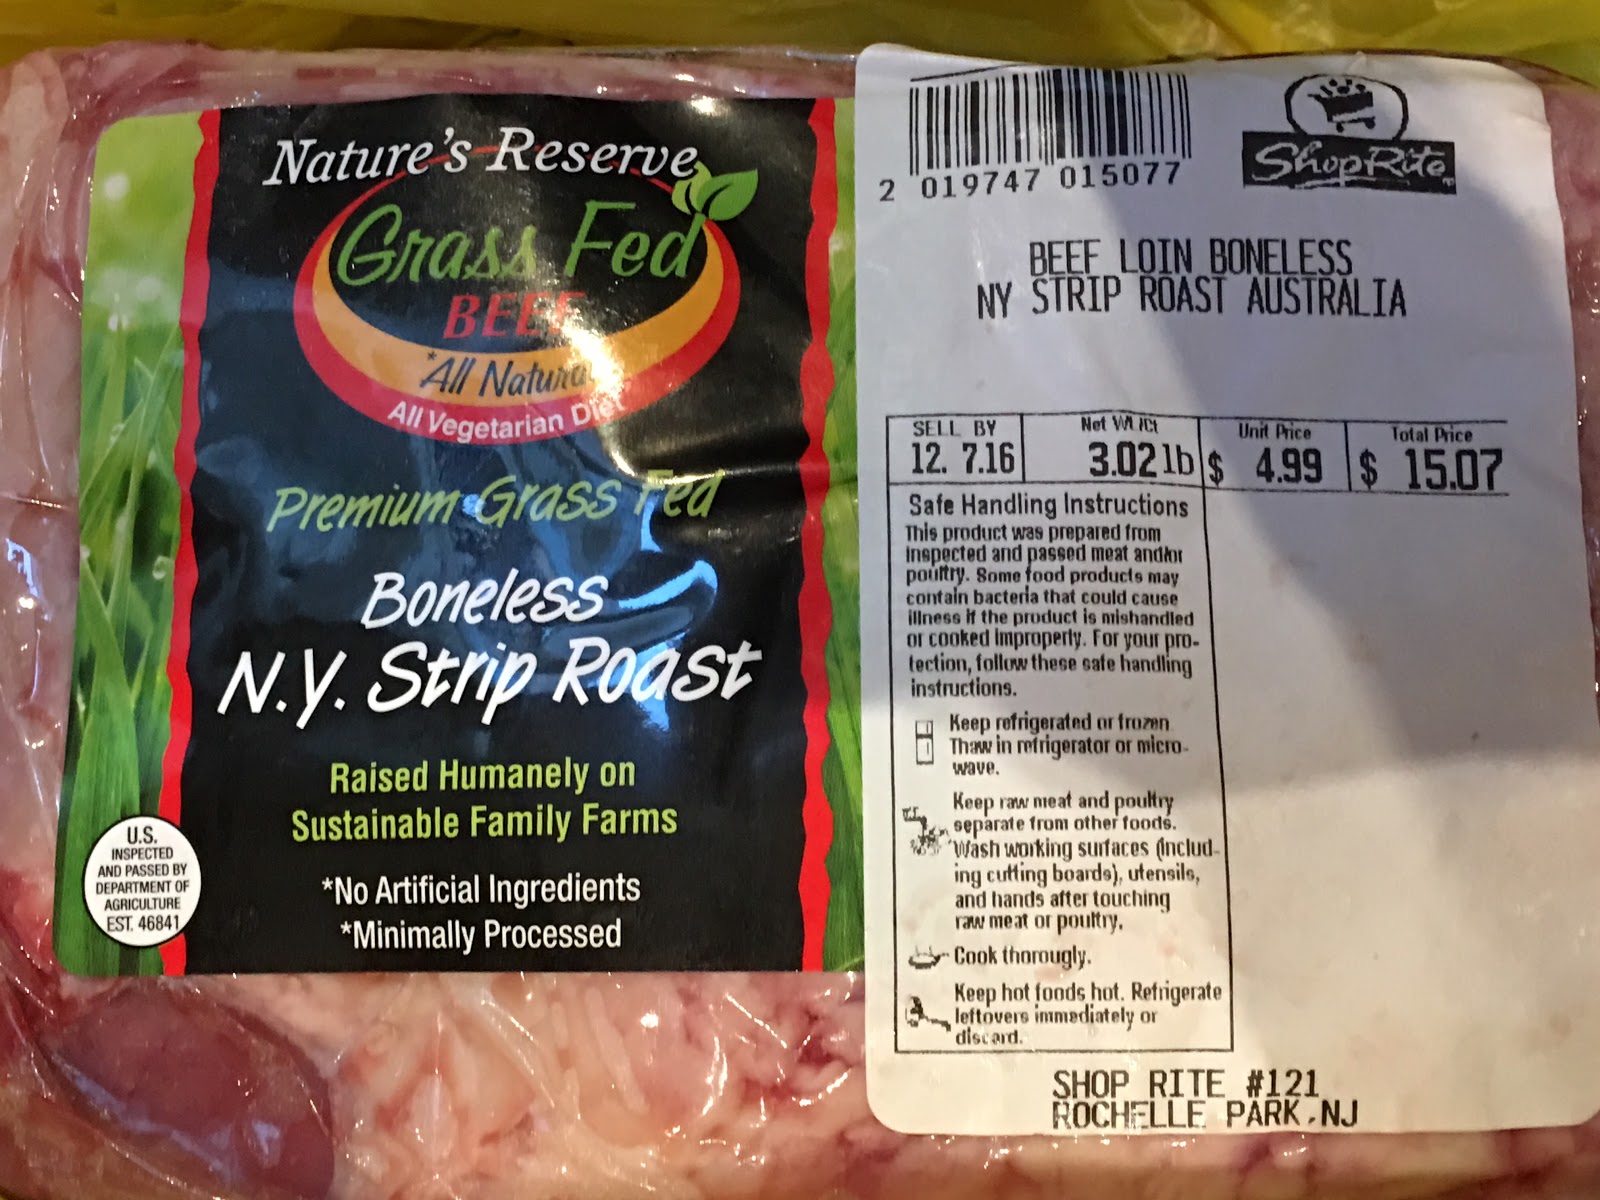 Nature's Reserve
Grass Fed
BEEF
*All Natural
All Vegetarian Diet
Premium Grass Fed
Boneless
N.Y. Strip Roast
Raised Humanely on
Sustainable Family Farms
*No Artificial Ingredients
*Minimally Processed
U.S.
INSPECTED
AND PASSED BY
DEPARTMENT OF
AGRICULTURE
EST. 46841
2 019747 015077
ShopRite
BEEF LOIN BONELESS
NY STRIP ROAST AUSTRALIA
SELL BY Net Wt./Ct Unit Price Total Price
12. 7.16 3.02 lb $ 4.99 $ 15.07
Safe Handling Instructions
This product was prepared from
inspected and passed meat and/or
poultry. Some food products may
contain bacteria that could cause
illness if the product is mishandled
or cooked improperly. For your pro-
tection, follow these safe handling
instructions.
Keep refrigerated or frozen
Thaw in refrigerator or micro-
wave.
Keep raw meat and poultry
separate from other foods.
Wash working surfaces (includ-
ing cutting boards), utensils,
and hands after touching
raw meat or poultry.
Cook thorougly.
Keep hot foods hot. Refrigerate
leftovers immediately or
discard.
SHOP RITE #121
ROCHELLE PARK, NJ